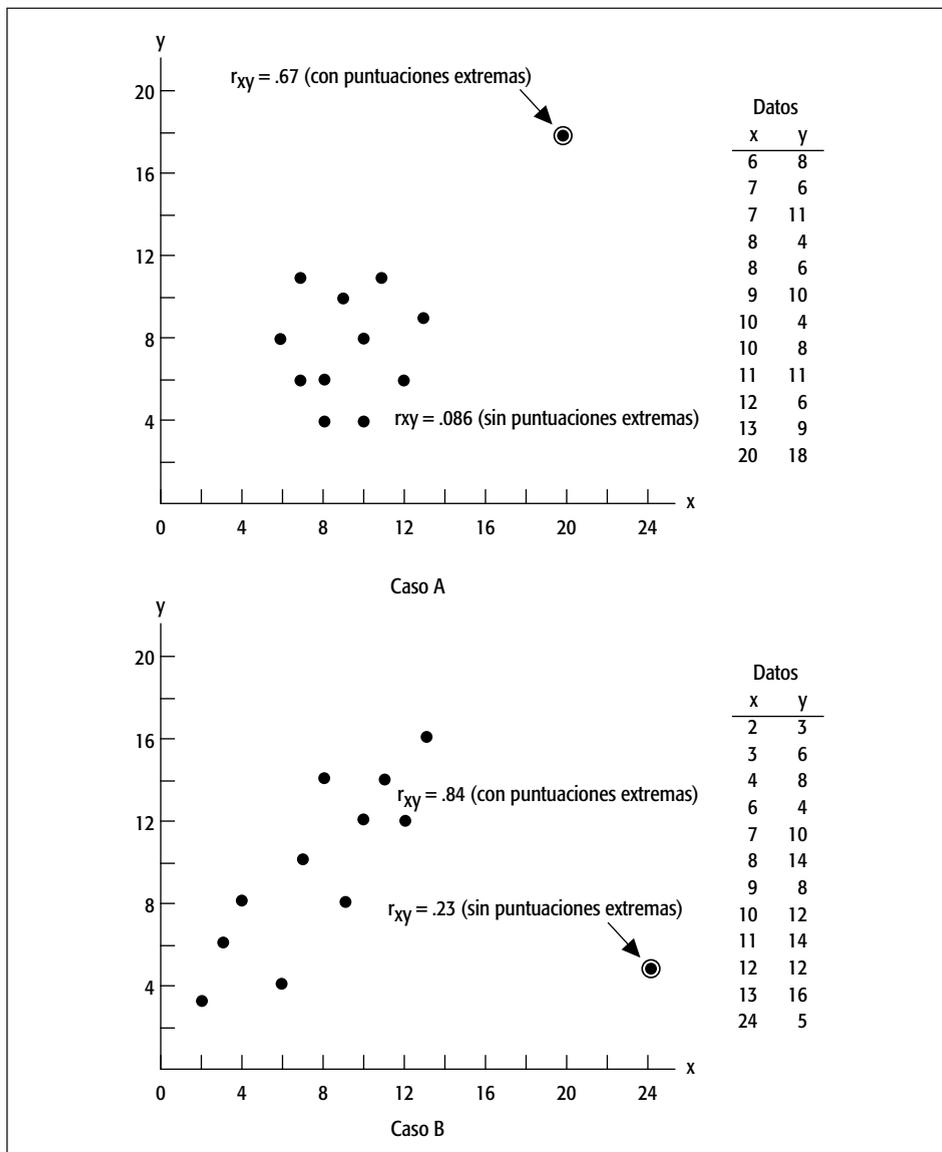 y
r_xy = .67 (con puntuaciones extremas)
20
16
12
8
4
rxy = .086 (sin puntuaciones extremas)
x
0 4 8 12 16 20 24
Datos
x y
6 8
7 6
7 11
8 4
8 6
9 10
10 4
10 8
11 11
12 6
13 9
20 18
Caso A
y
20
16
12
8
4
r_xy = .84 (con puntuaciones extremas)
r_xy = .23 (sin puntuaciones extremas)
x
0 4 8 12 16 20 24
Datos
x y
2 3
3 6
4 8
6 4
7 10
8 14
9 8
10 12
11 14
12 12
13 16
24 5
Caso B